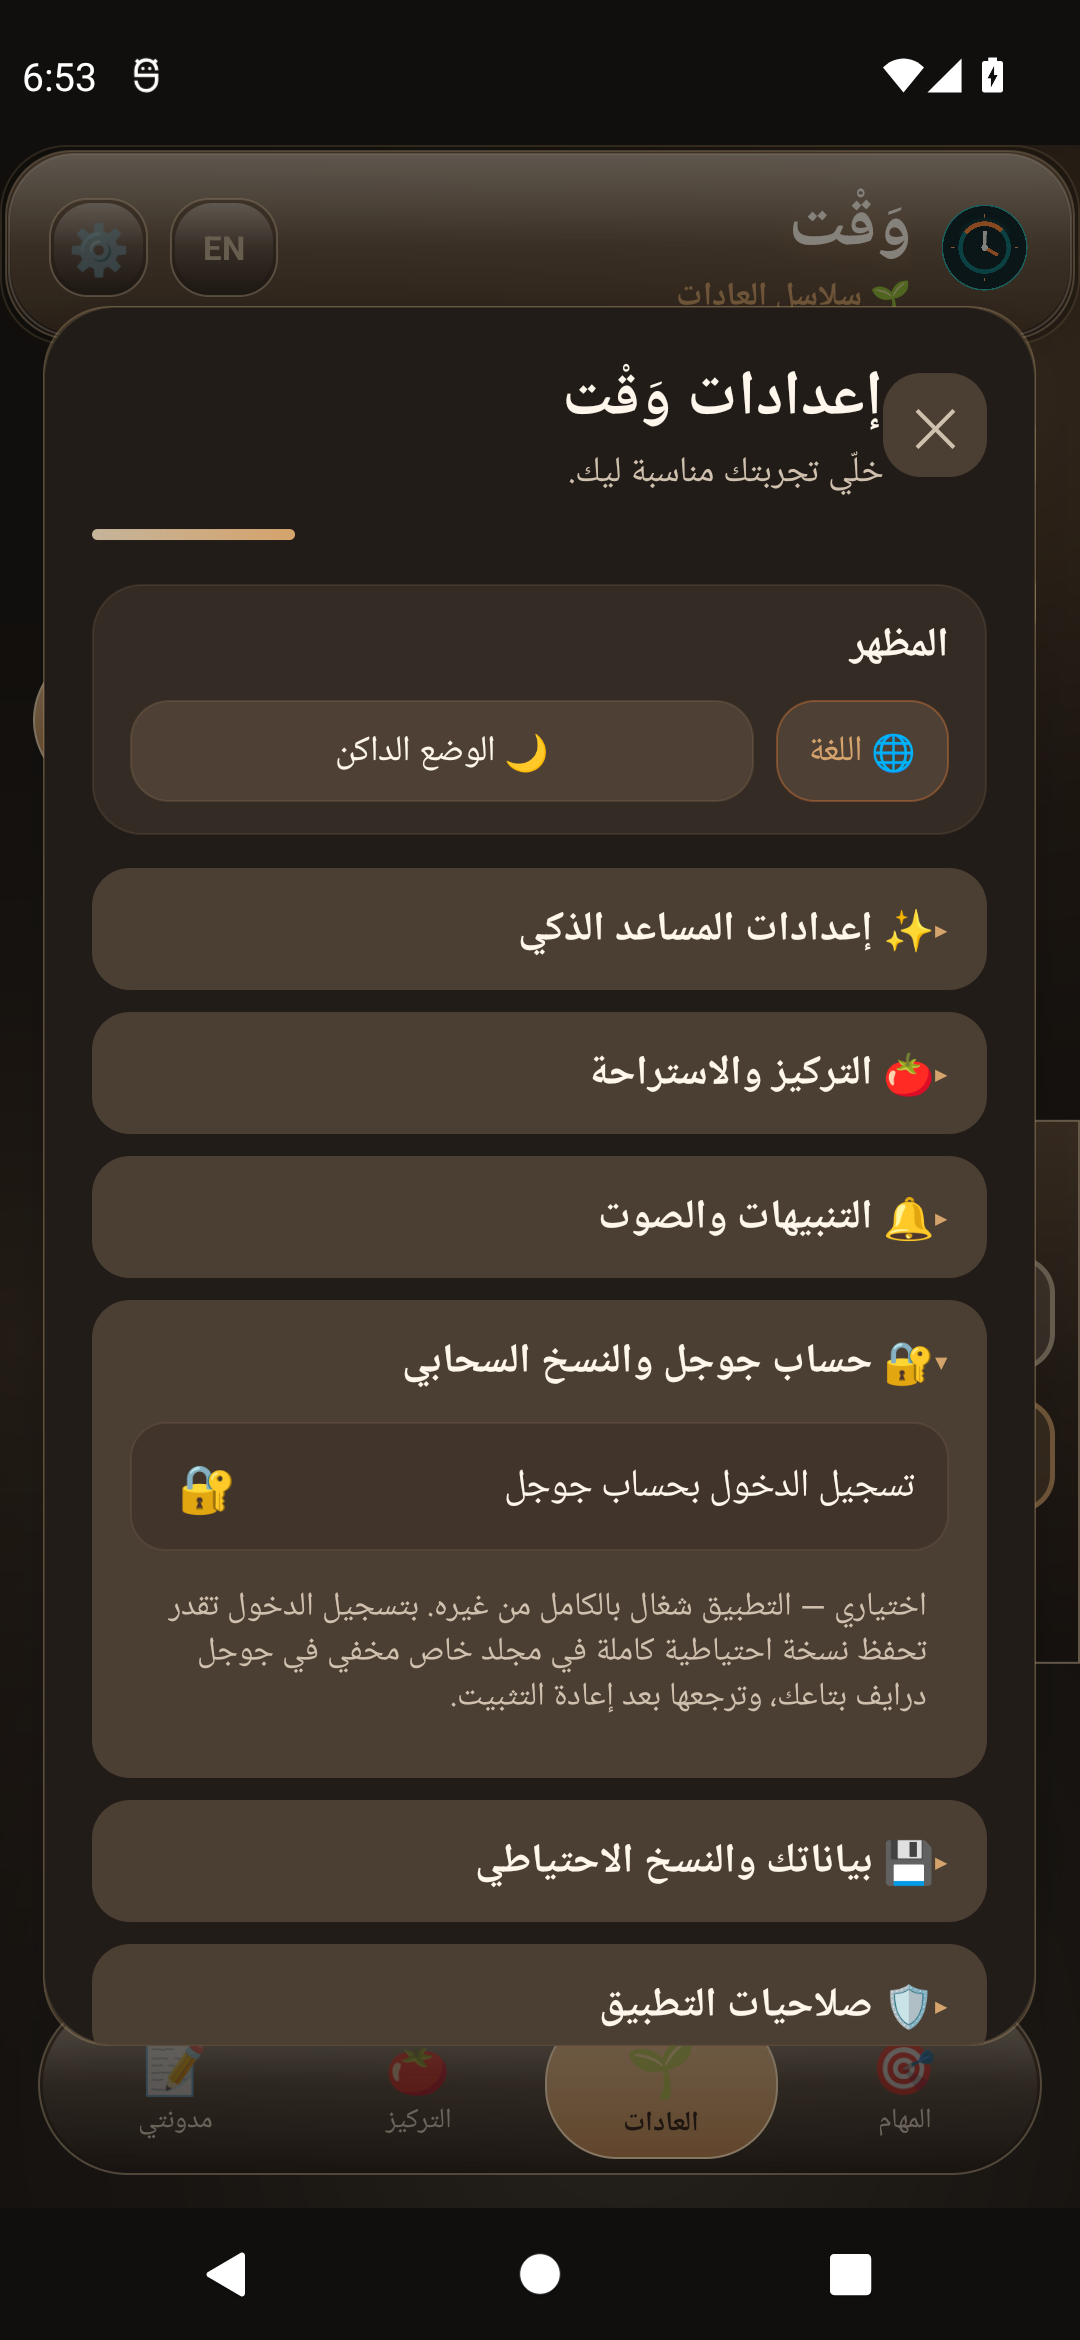 6:53
وَقْت
🌱 سلاسل العادات
EN
إعدادات وَقْت
خلّي تجربتك مناسبة ليك.
المظهر
🌐 اللغة
🌙 الوضع الداكن
✨ إعدادات المساعد الذكي
🍅 التركيز والاستراحة
🔔 التنبيهات والصوت
🔐 حساب جوجل والنسخ السحابي
تسجيل الدخول بحساب جوجل 🔐
اختياري — التطبيق شغال بالكامل من غيره. بتسجيل الدخول تقدر
تحفظ نسخة احتياطية كاملة في مجلد خاص مخفي في جوجل
درايف بتاعك، وترجعها بعد إعادة التثبيت.
💾 بياناتك والنسخ الاحتياطي
🛡️ صلاحيات التطبيق
المهام
العادات
التركيز
مدونتي